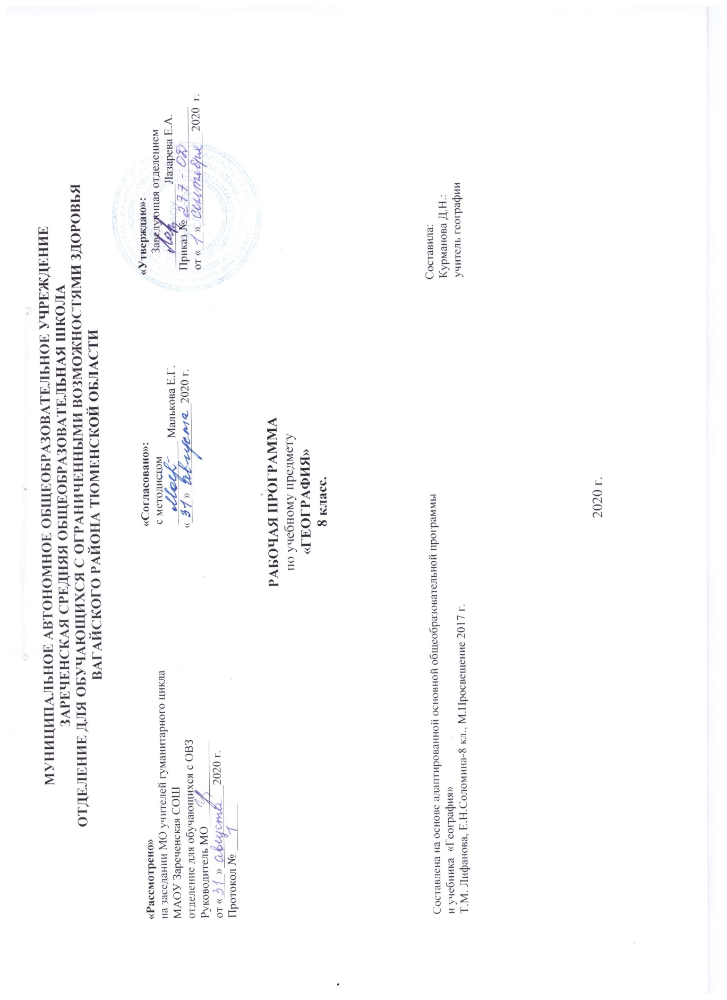 МУНИЦИПАЛЬНОЕ АВТОНОМНОЕ ОБЩЕОБРАЗОВАТЕЛЬНОЕ УЧРЕЖДЕНИЕ
ЗАРЕЧЕНСКАЯ СРЕДНЯЯ ОБЩЕОБРАЗОВАТЕЛЬНАЯ ШКОЛА
ОТДЕЛЕНИЕ ДЛЯ ОБУЧАЮЩИХСЯ С ОГРАНИЧЕННЫМИ ВОЗМОЖНОСТЯМИ ЗДОРОВЬЯ
ВАГАЙСКОГО РАЙОНА ТЮМЕНСКОЙ ОБЛАСТИ
«Рассмотрено»
на заседании МО учителей гуманитарного цикла
МАОУ Зареченская СОШ
отделение для обучающихся с ОВЗ
Руководитель МО
от «31» августа 2020 г.
Протокол № 1
«Согласовано»:
с методистом
Малькова Е.Г.
«31» августа 2020 г.
«Утверждаю»:
Заведующая отделением
Лазарева Е.А.
Приказ № 277-ОД
от «1» сентября 2020 г.
РАБОЧАЯ ПРОГРАММА
по учебному предмету
«ГЕОГРАФИЯ»
8 класс.
Составлена на основе адаптированной основной общеобразовательной программы
и учебника «География»
Т.М. Лифанова, Е.Н.Соломина-8 кл., М.Просвещение 2017 г.
Составила:
Курманова Д.Н.:
учитель географии
2020 г.